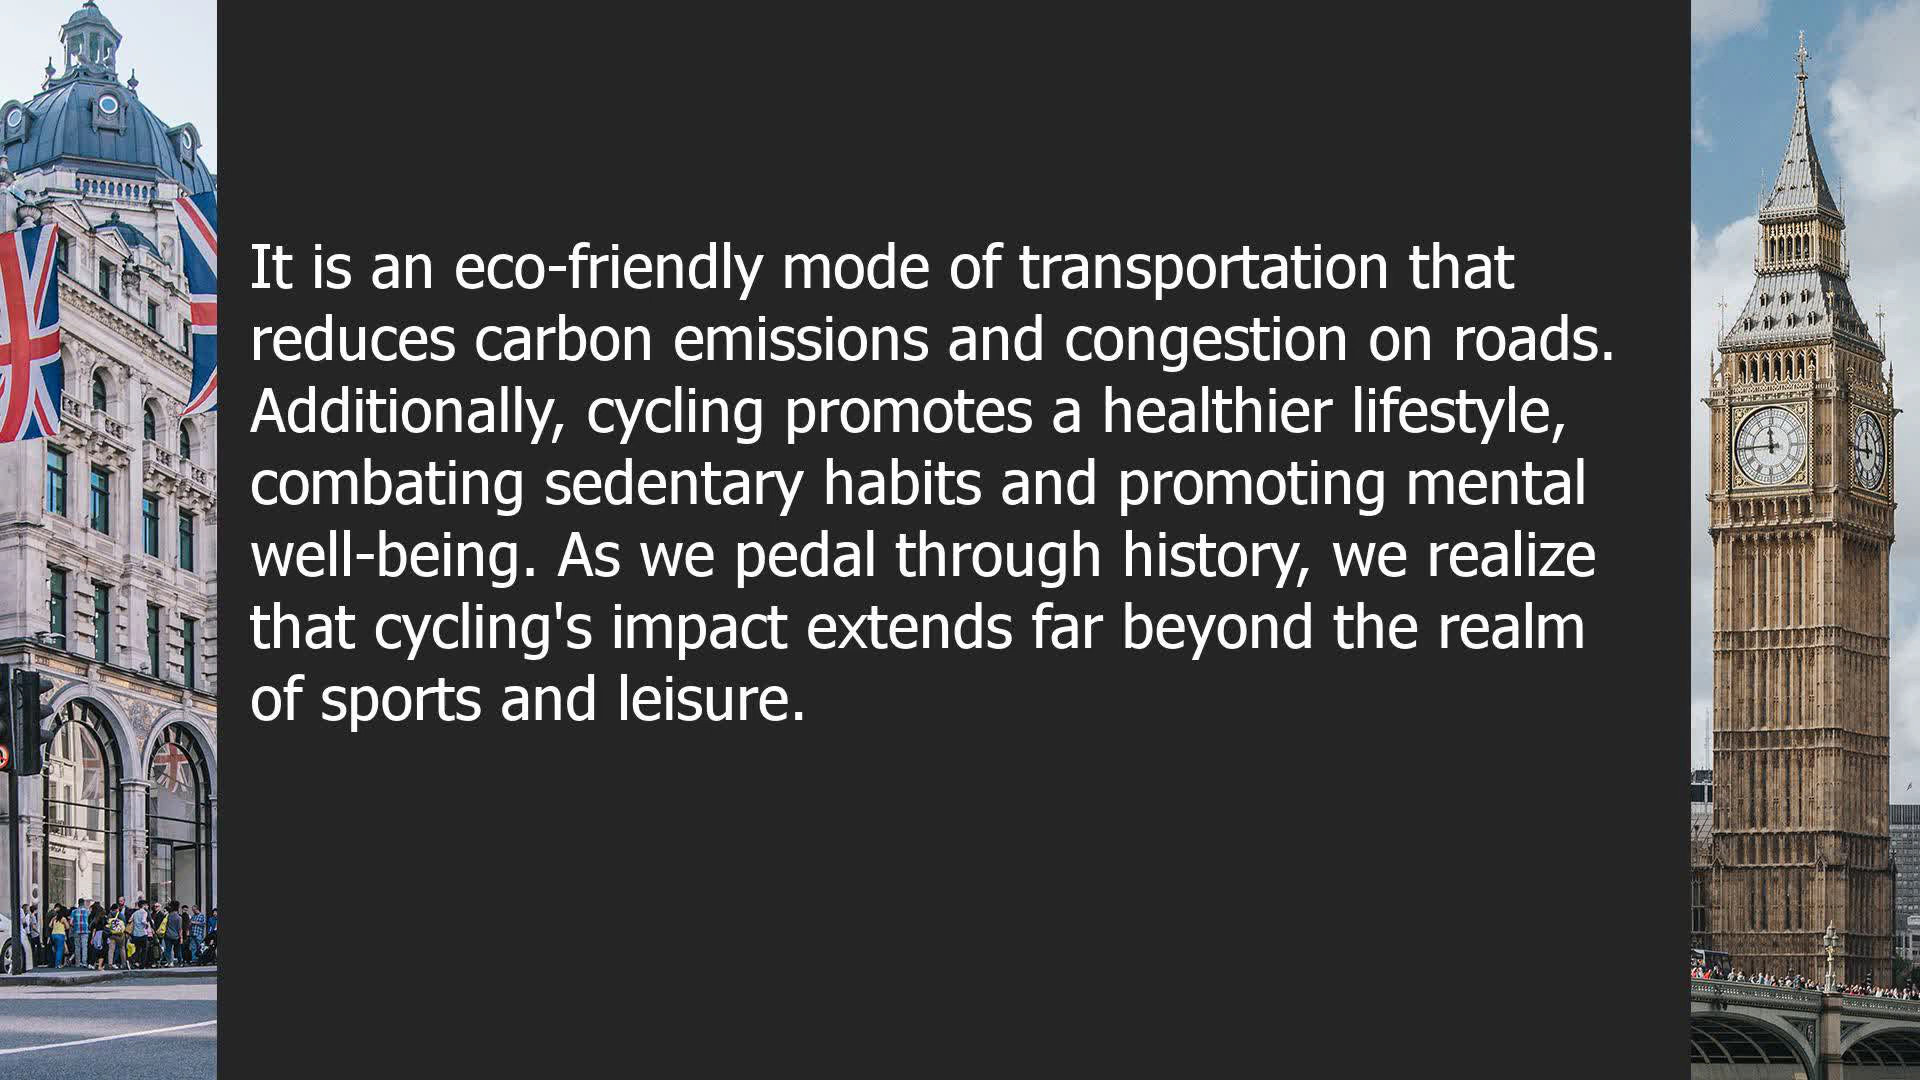 It is an eco-friendly mode of transportation that
reduces carbon emissions and congestion on roads.
Additionally, cycling promotes a healthier lifestyle,
combating sedentary habits and promoting mental
well-being. As we pedal through history, we realize
that cycling's impact extends far beyond the realm
of sports and leisure.